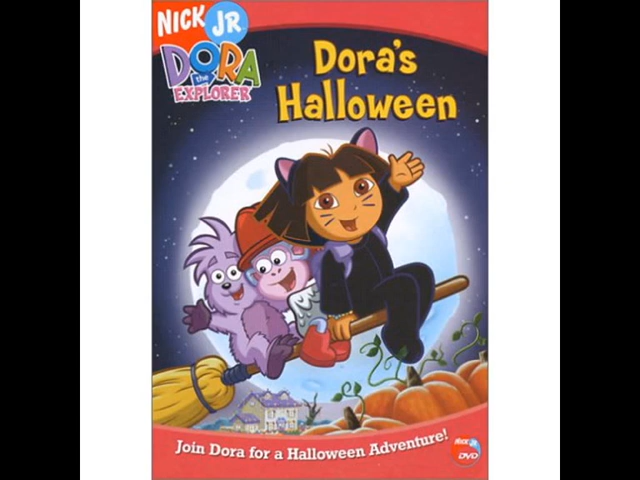 NICK JR
DORA
the
EXPLORER
Dora's
Halloween
Join Dora for a Halloween Adventure!
NICK JR
DVD